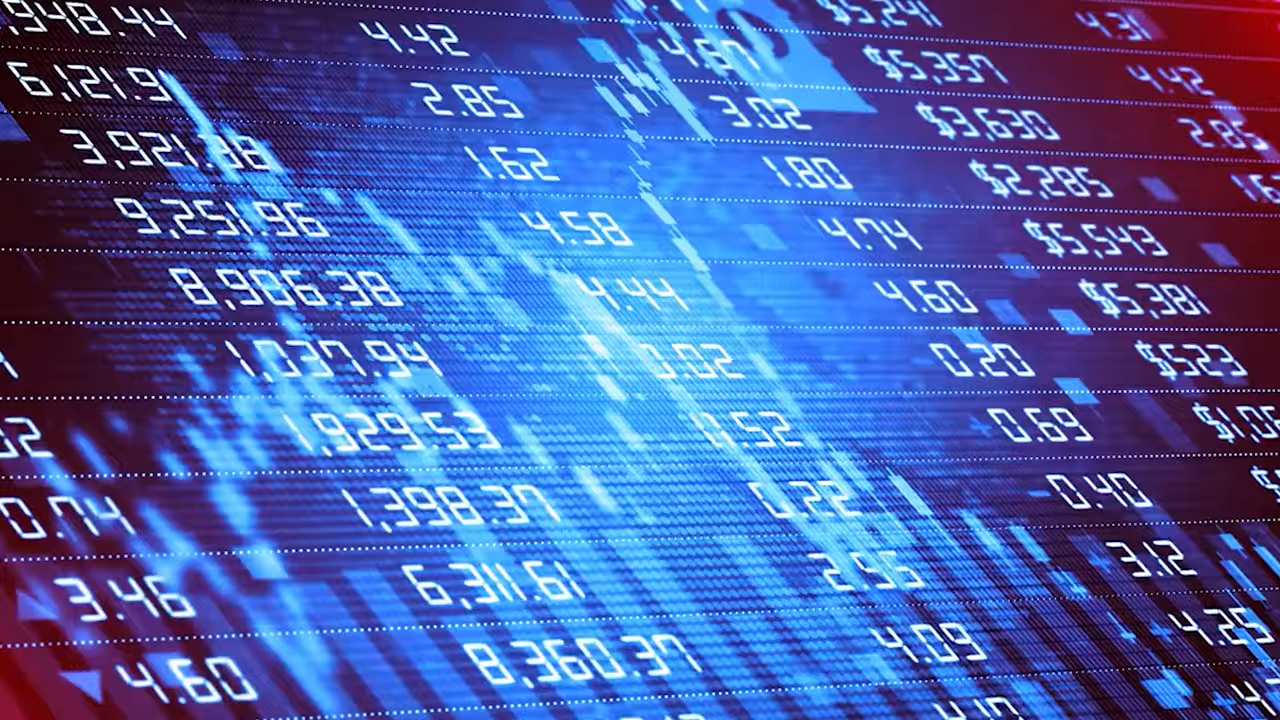 $5,241 4.31
,948.44 4.42 4.87 $5,357 4.42
6,121.9 2.85 3.02 $3,630 2.85
3,921.38 1.62 1.80 $2,285
9,251.96 4.58 4.74 $5,543
4.44 4.60 $5,381
1,037.94 0.02 0.20 $523
1,929.53 0.69
0.74 1,398.37 0.22 -0.40
3.46 6,311.61 2.55 +3.12
4.60 8,360.37 4.09 +4.25